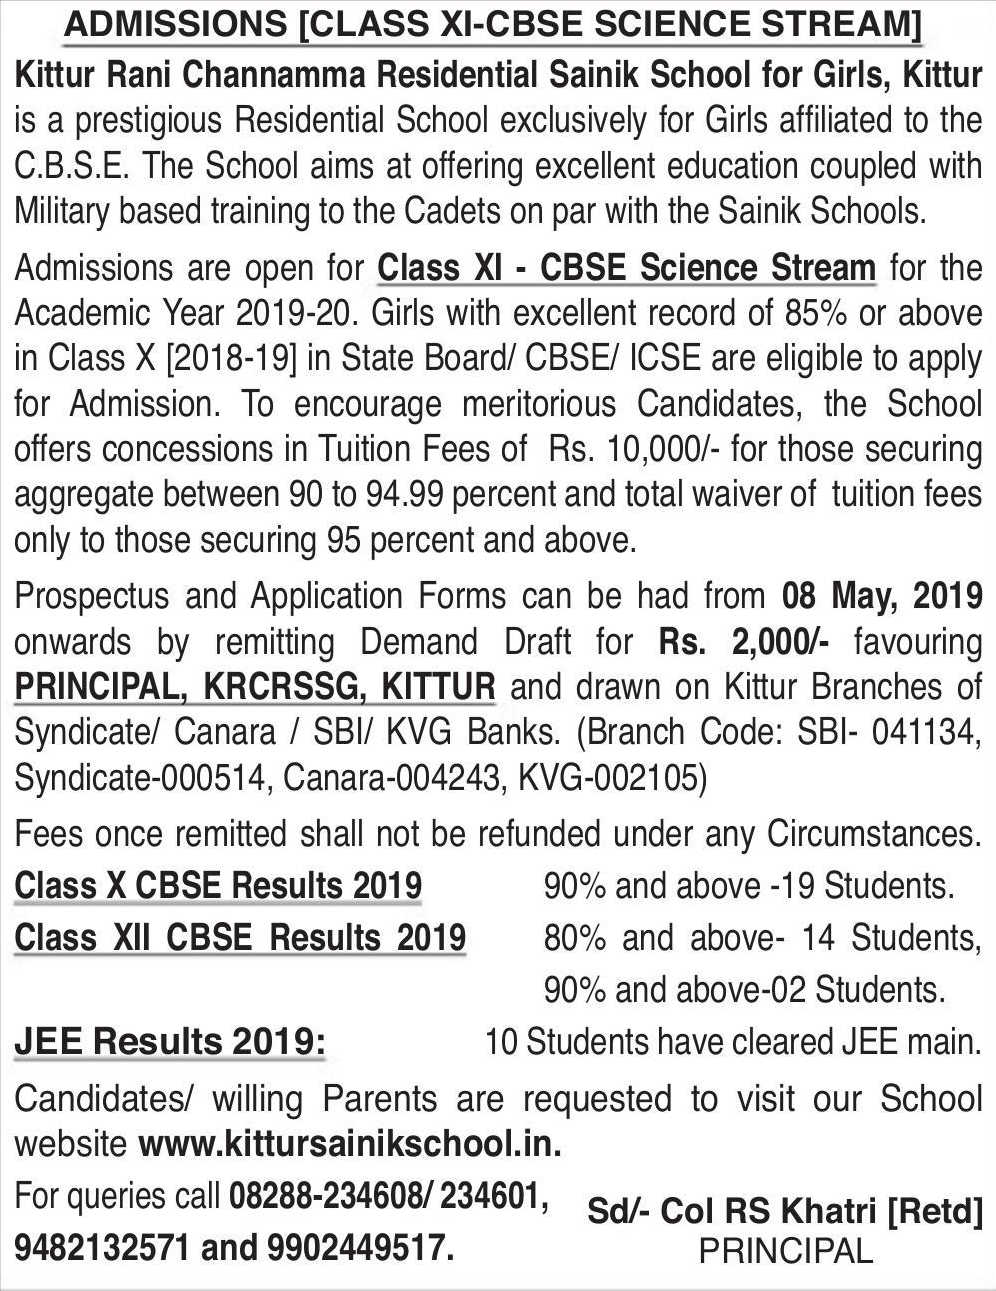 ADMISSIONS [CLASS XI-CBSE SCIENCE STREAM]
Kittur Rani Channamma Residential Sainik School for Girls, Kittur
is a prestigious Residential School exclusively for Girls affiliated to the
C.B.S.E. The School aims at offering excellent education coupled with
Military based training to the Cadets on par with the Sainik Schools.
Admissions are open for Class XI - CBSE Science Stream for the
Academic Year 2019-20. Girls with excellent record of 85% or above
in Class X [2018-19] in State Board/ CBSE/ ICSE are eligible to apply
for Admission. To encourage meritorious Candidates, the School
offers concessions in Tuition Fees of Rs. 10,000/- for those securing
aggregate between 90 to 94.99 percent and total waiver of tuition fees
only to those securing 95 percent and above.
Prospectus and Application Forms can be had from 08 May, 2019
onwards by remitting Demand Draft for Rs. 2,000/- favouring
PRINCIPAL, KRCRSSG, KITTUR and drawn on Kittur Branches of
Syndicate/ Canara / SBI/ KVG Banks. (Branch Code: SBI- 041134,
Syndicate-000514, Canara-004243, KVG-002105)
Fees once remitted shall not be refunded under any Circumstances.
Class X CBSE Results 2019 90% and above -19 Students.
Class XII CBSE Results 2019 80% and above- 14 Students,
90% and above-02 Students.
JEE Results 2019: 10 Students have cleared JEE main.
Candidates/ willing Parents are requested to visit our School
website www.kittursainikschool.in.
For queries call 08288-234608/ 234601,
9482132571 and 9902449517.
Sd/- Col RS Khatri [Retd]
PRINCIPAL